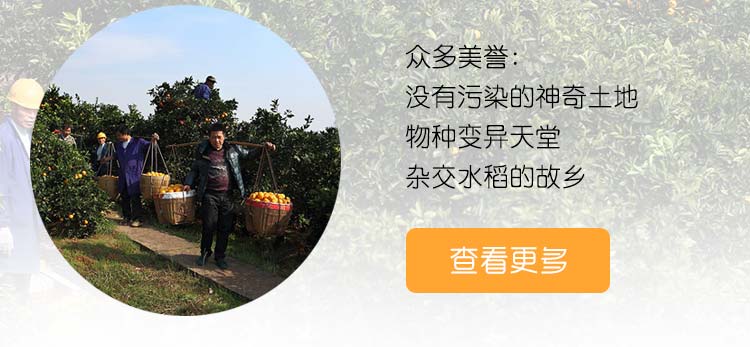 众多美誉：
没有污染的神奇土地
物种变异天堂
杂交水稻的故乡
查看更多